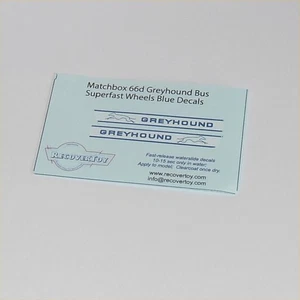 Matchbox 66d Greyhound Bus
Superfast Wheels Blue Decals
GREYHOUND
GREYHOUND
RECOVERTOY
Fast-release waterslide decals
10-15 sec only in water.
Apply to model. Clearcoat once dry.
www.recovertoy.com
info@recovertoy.com